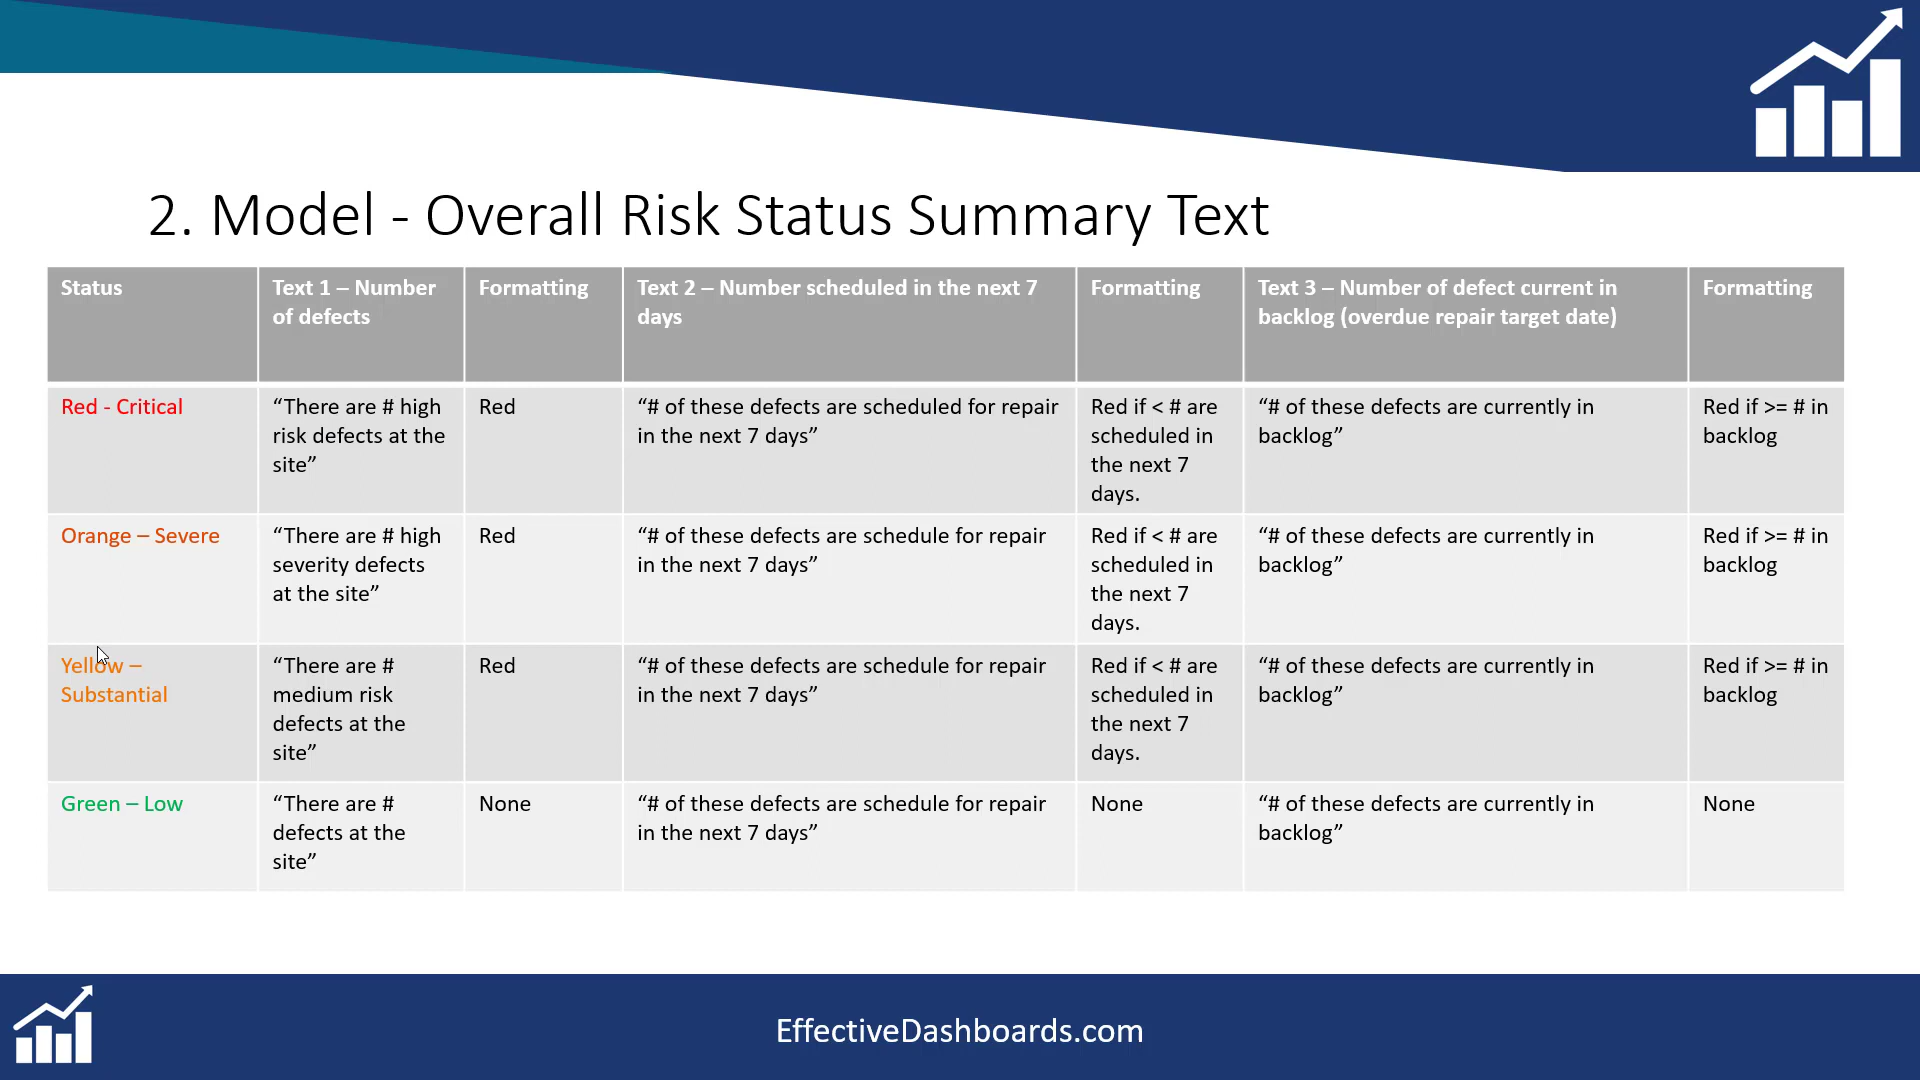 2. Model - Overall Risk Status Summary Text
Status
Text 1 – Number
of defects
Formatting
Text 2 – Number scheduled in the next 7
days
Formatting
Text 3 – Number of defect current in
backlog (overdue repair target date)
Formatting
Red - Critical
“There are # high
risk defects at the
site”
Red
“# of these defects are scheduled for repair
in the next 7 days”
Red if < # are
scheduled in
the next 7
days.
“# of these defects are currently in
backlog”
Red if >= # in
backlog
Orange – Severe
“There are # high
severity defects
at the site”
Red
“# of these defects are schedule for repair
in the next 7 days”
Red if < # are
scheduled in
the next 7
days.
“# of these defects are currently in
backlog”
Red if >= # in
backlog
Yellow –
Substantial
“There are #
medium risk
defects at the
site”
Red
“# of these defects are schedule for repair
in the next 7 days”
Red if < # are
scheduled in
the next 7
days.
“# of these defects are currently in
backlog”
Red if >= # in
backlog
Green – Low
“There are #
defects at the
site”
None
“# of these defects are schedule for repair
in the next 7 days”
None
“# of these defects are currently in
backlog”
None
EffectiveDashboards.com